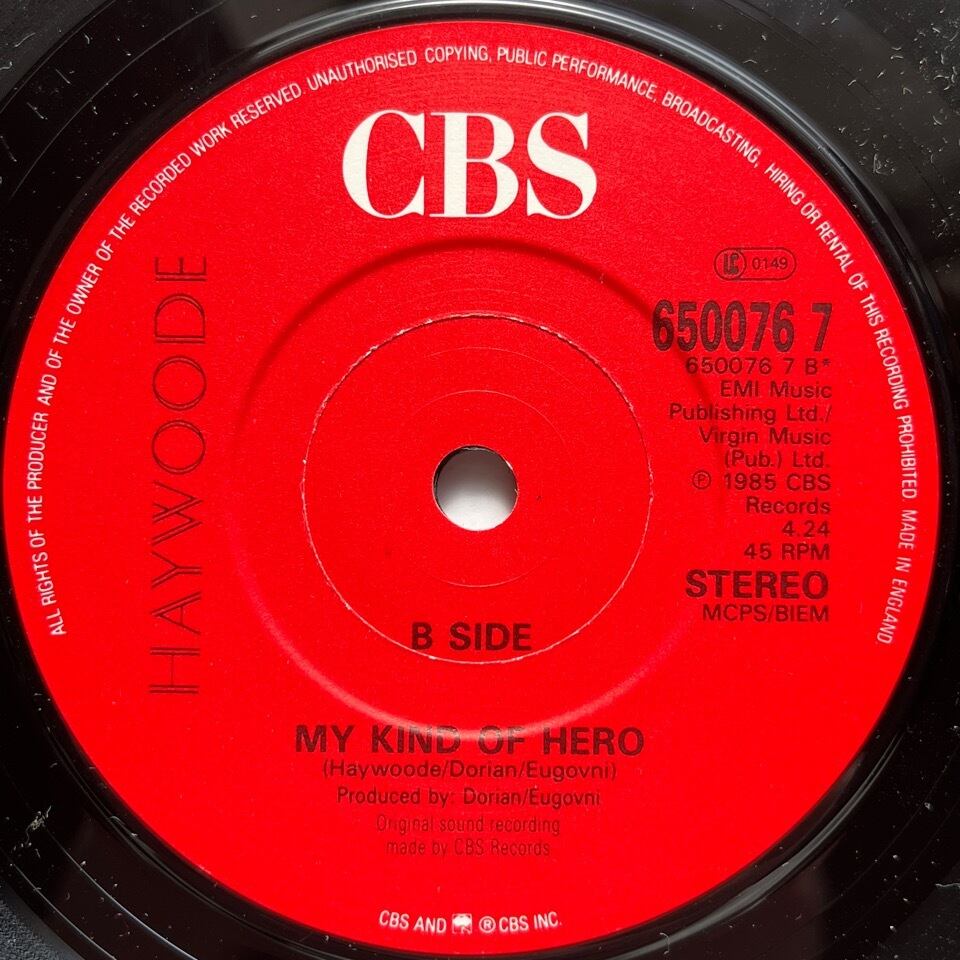 ALL RIGHTS OF THE PRODUCER AND OF THE OWNER OF THE RECORDED WORK RESERVED. UNAUTHORISED COPYING, PUBLIC PERFORMANCE, BROADCASTING, HIRING OR RENTAL OF THIS RECORDING PROHIBITED. MADE IN ENGLAND
CBS
HAYWOODE
LC 0149
650076 7
650076 7 B*
EMI Music
Publishing Ltd./
Virgin Music
(Pub.) Ltd.
℗ 1985 CBS
Records
4.24
45 RPM
STEREO
MCPS/BIEM
B SIDE
MY KIND OF HERO
(Haywoode/Dorian/Eugovni)
Produced by: Dorian/Eugovni
Original sound recording
made by CBS Records
CBS AND ® CBS INC.